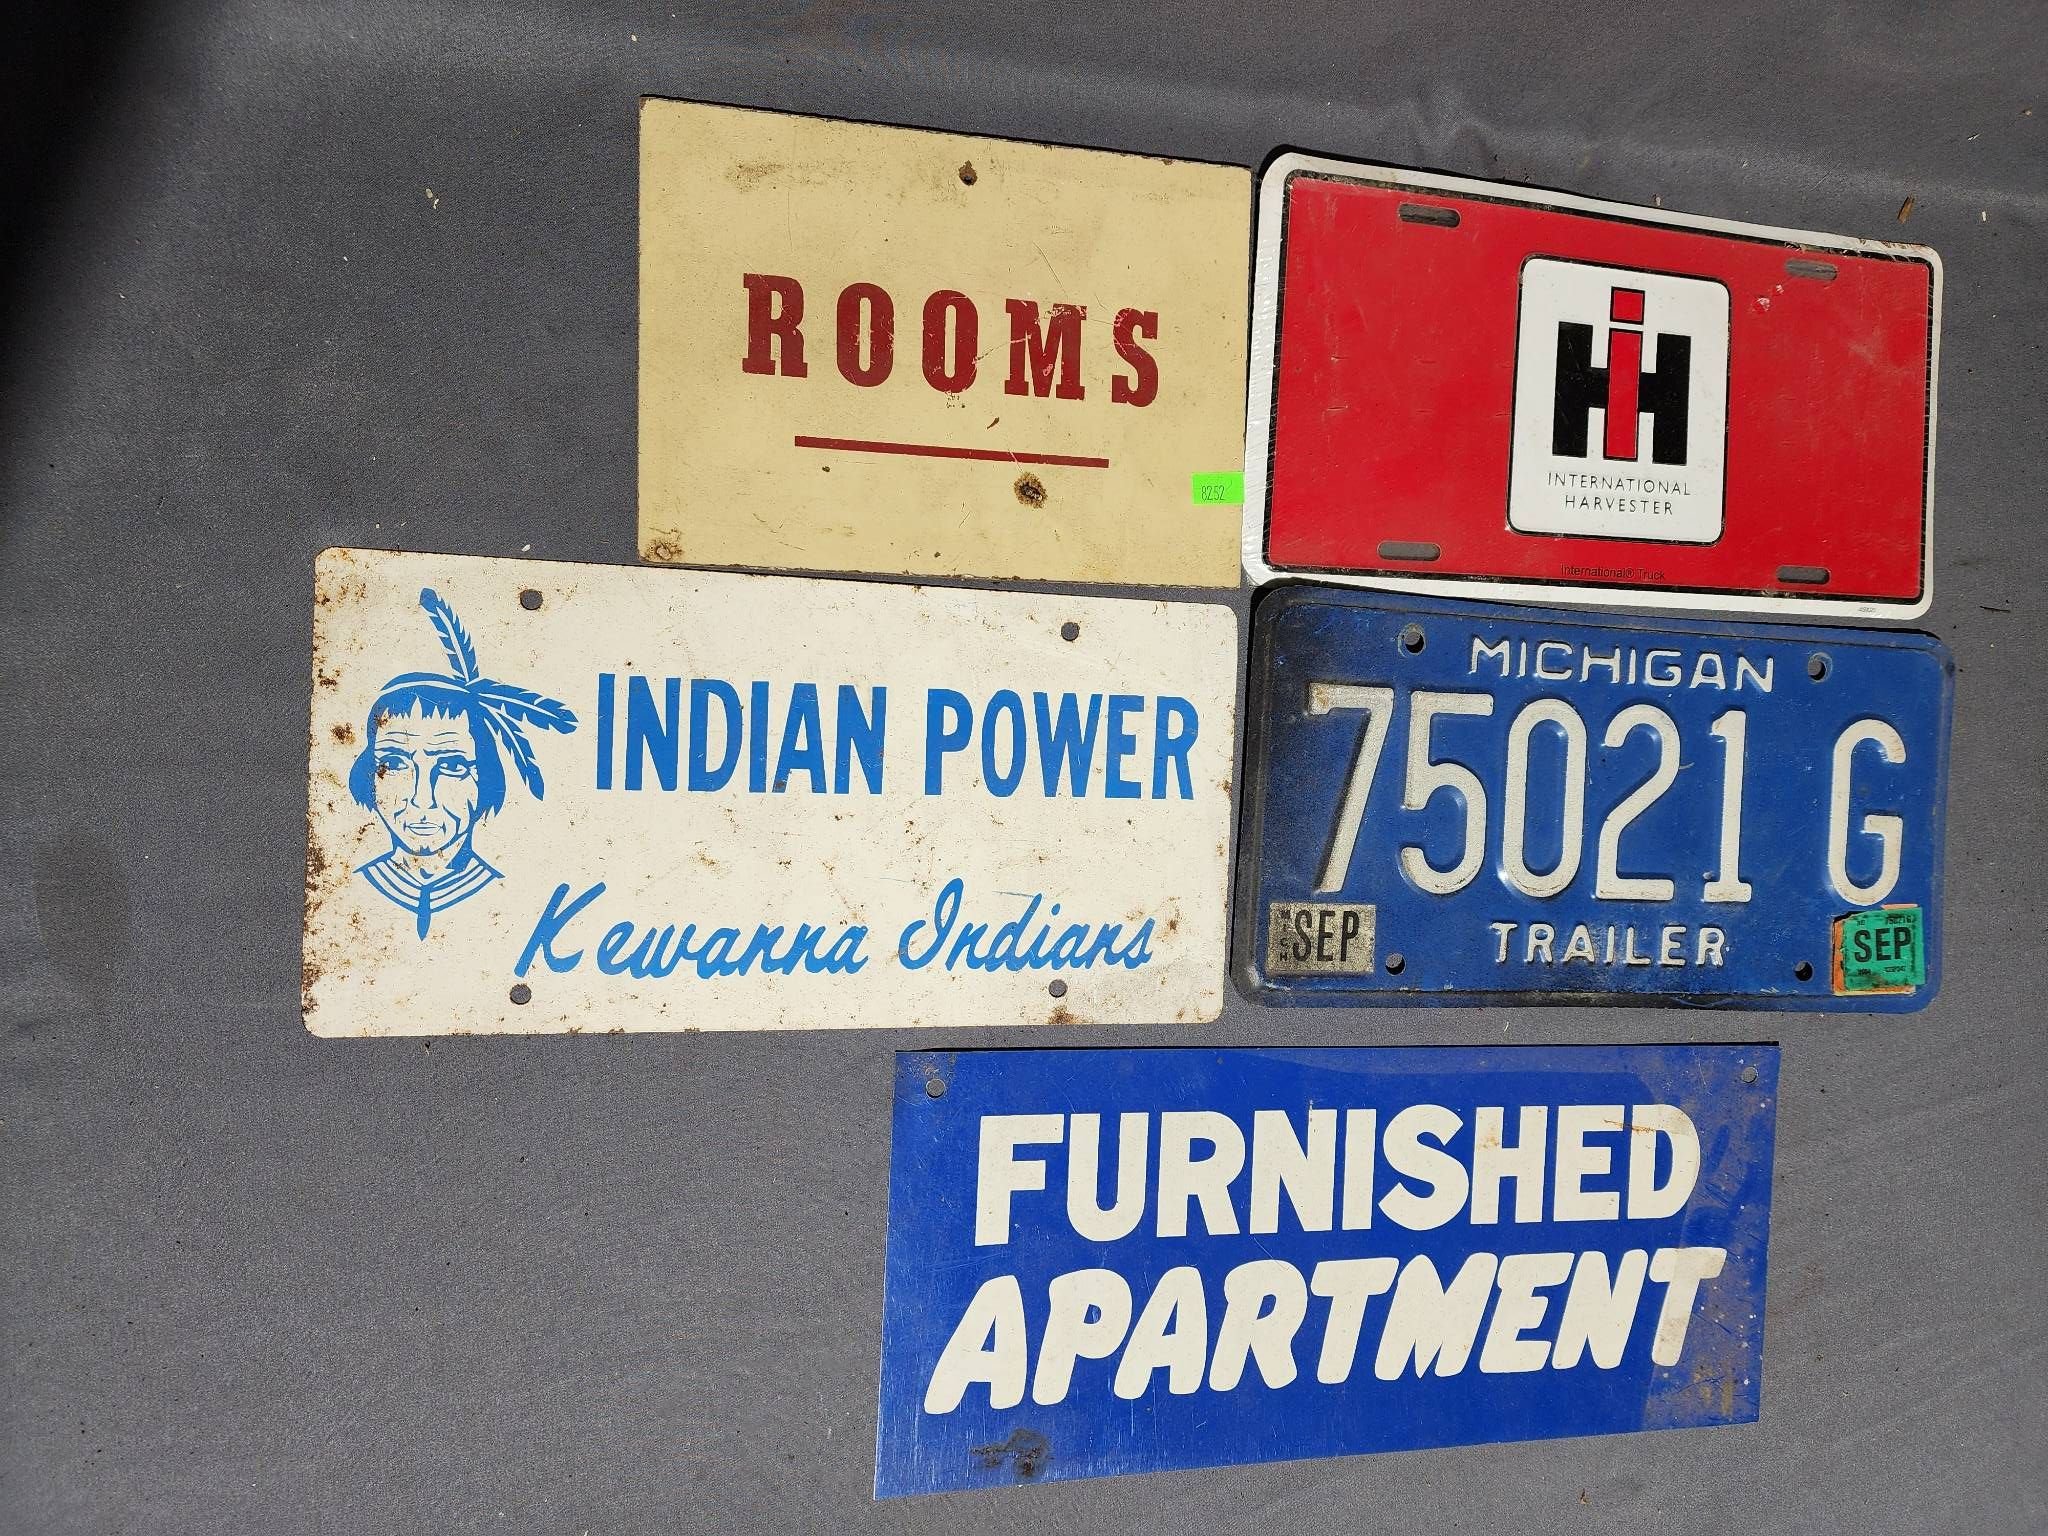 ROOMS
8252
IH
INTERNATIONAL
HARVESTER
International® Truck
INDIAN POWER
Kewanna Indians
MICHIGAN
75021 G
SEP
TRAILER
SEP
FURNISHED
APARTMENT